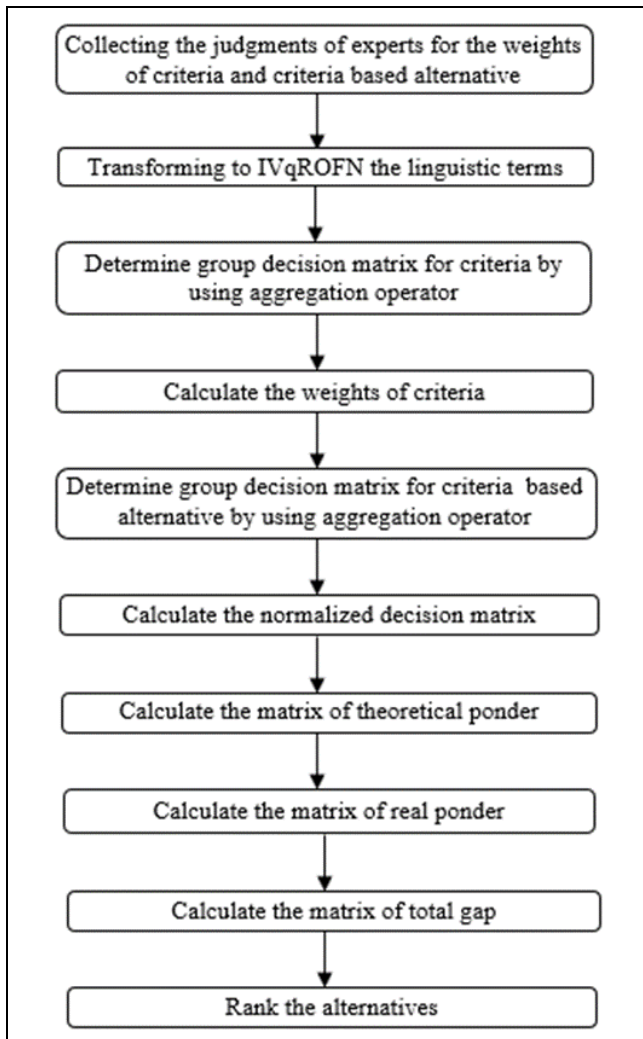 Collecting the judgments of experts for the weights
of criteria and criteria based alternative
Transforming to IVqROFN the linguistic terms
Determine group decision matrix for criteria by
using aggregation operator
Calculate the weights of criteria
Determine group decision matrix for criteria based
alternative by using aggregation operator
Calculate the normalized decision matrix
Calculate the matrix of theoretical ponder
Calculate the matrix of real ponder
Calculate the matrix of total gap
Rank the alternatives